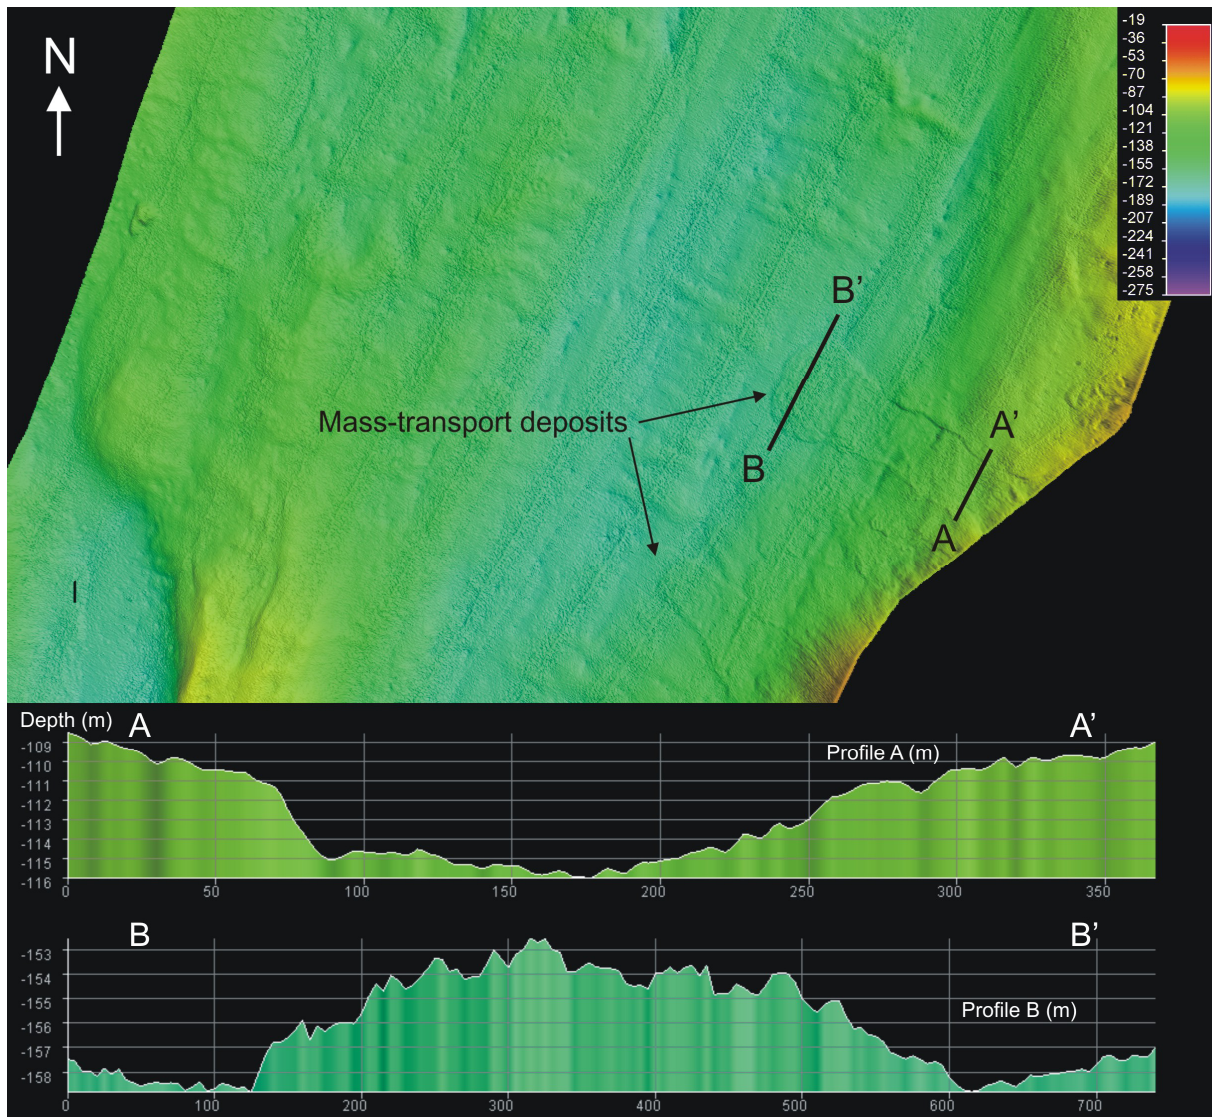 N
-19
-36
-53
-70
-87
-104
-121
-138
-155
-172
-189
-207
-224
-241
-258
-275
B’
Mass-transport deposits
A’
B
A
Depth (m)
A
A’
Profile A (m)
-109
-110
-111
-112
-113
-114
-115
-116
0 50 100 150 200 250 300 350
B
B’
-153
-154
-155
Profile B (m)
-156
-157
-158
0 100 200 300 400 500 600 700